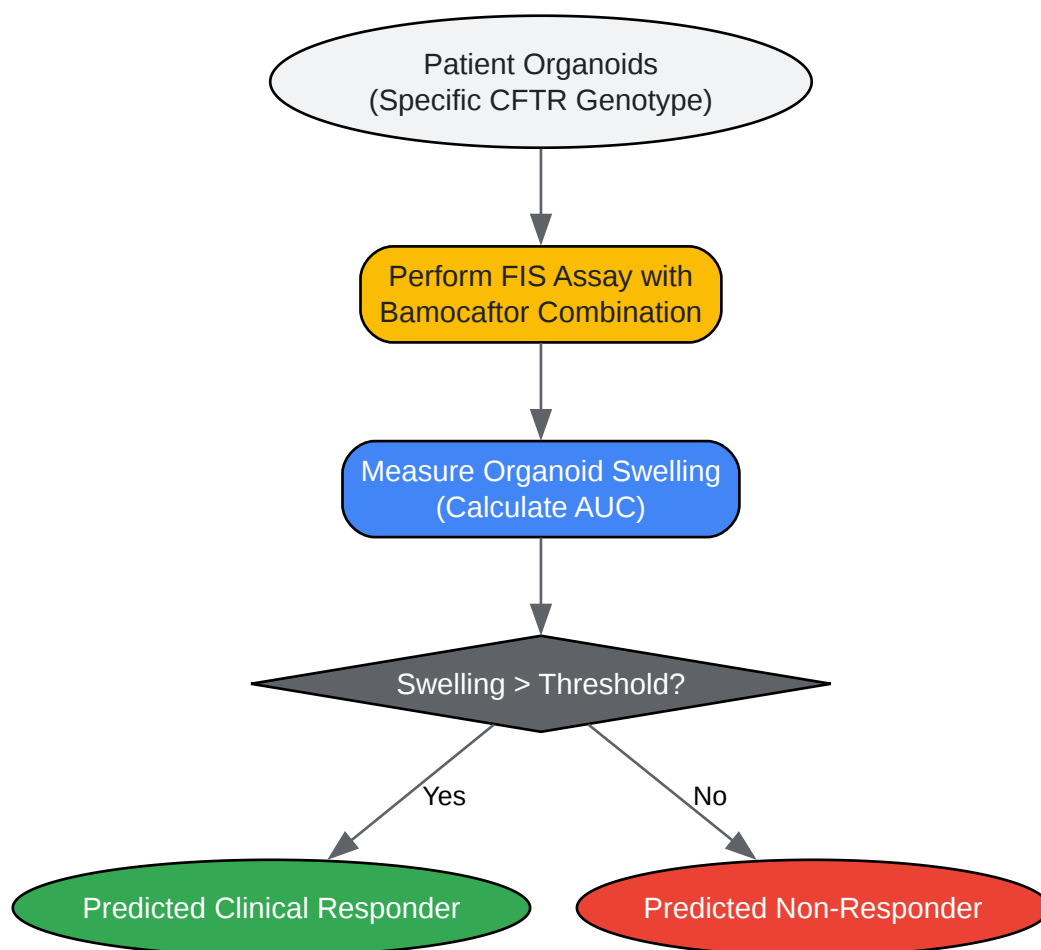 Patient Organoids
(Specific CFTR Genotype)
Perform FIS Assay with
Bamocaftor Combination
Measure Organoid Swelling
(Calculate AUC)
Swelling > Threshold?
Yes
No
Predicted Clinical Responder
Predicted Non-Responder